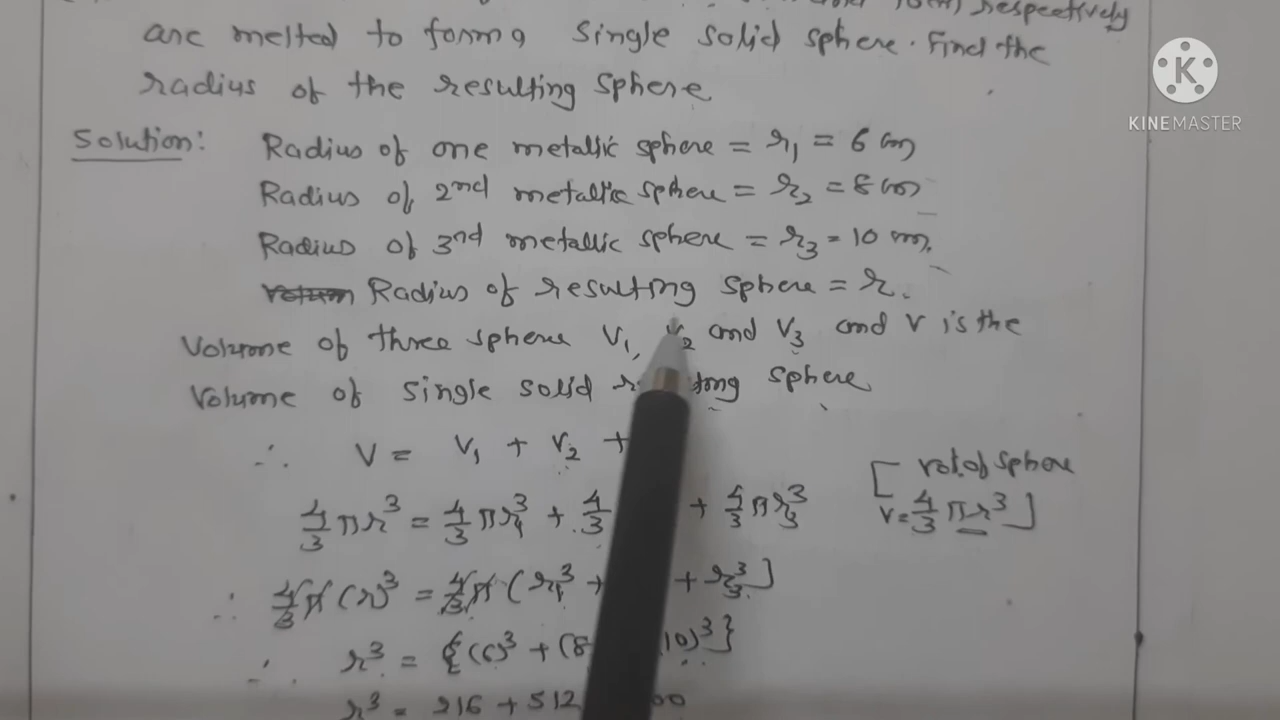 respectively
are melted to form a single solid sphere. Find the
radius of the resulting sphere.
Solution: Radius of one metallic sphere = r₁ = 6 cm
Radius of 2nd metallic sphere = r₂ = 8 cm
Radius of 3nd metallic sphere = r₃ = 10 cm.
Radius of resulting sphere = r.
Volume of three sphere V₁, V₂ and V₃ and V is the
Volume of single solid sphere
∴ V = V₁ + V₂ +
4/3 πr³ = 4/3 πr₁³ + 4/3 + 4/3 πr₃³
[vol. of sphere
V = 4/3 πr³]
∴ 4/3 π (r)³ = 4/3 π (r₁³ + + r₃³]
∴ r³ = {(6)³ + (8 10)³}
r³ = 216 + 512
K
KINEMASTER